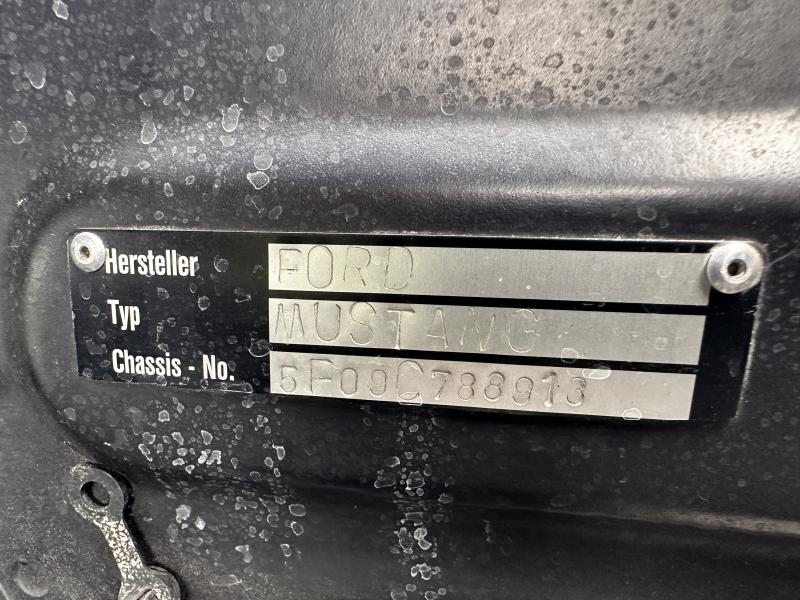 Hersteller FORD
Typ MUSTANG
Chassis - No. 5F09C788913